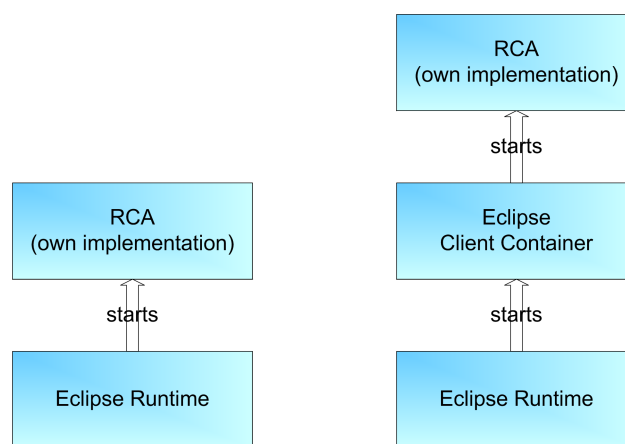 RCA
(own implementation)
starts
Eclipse Runtime
RCA
(own implementation)
starts
Eclipse
Client Container
starts
Eclipse Runtime